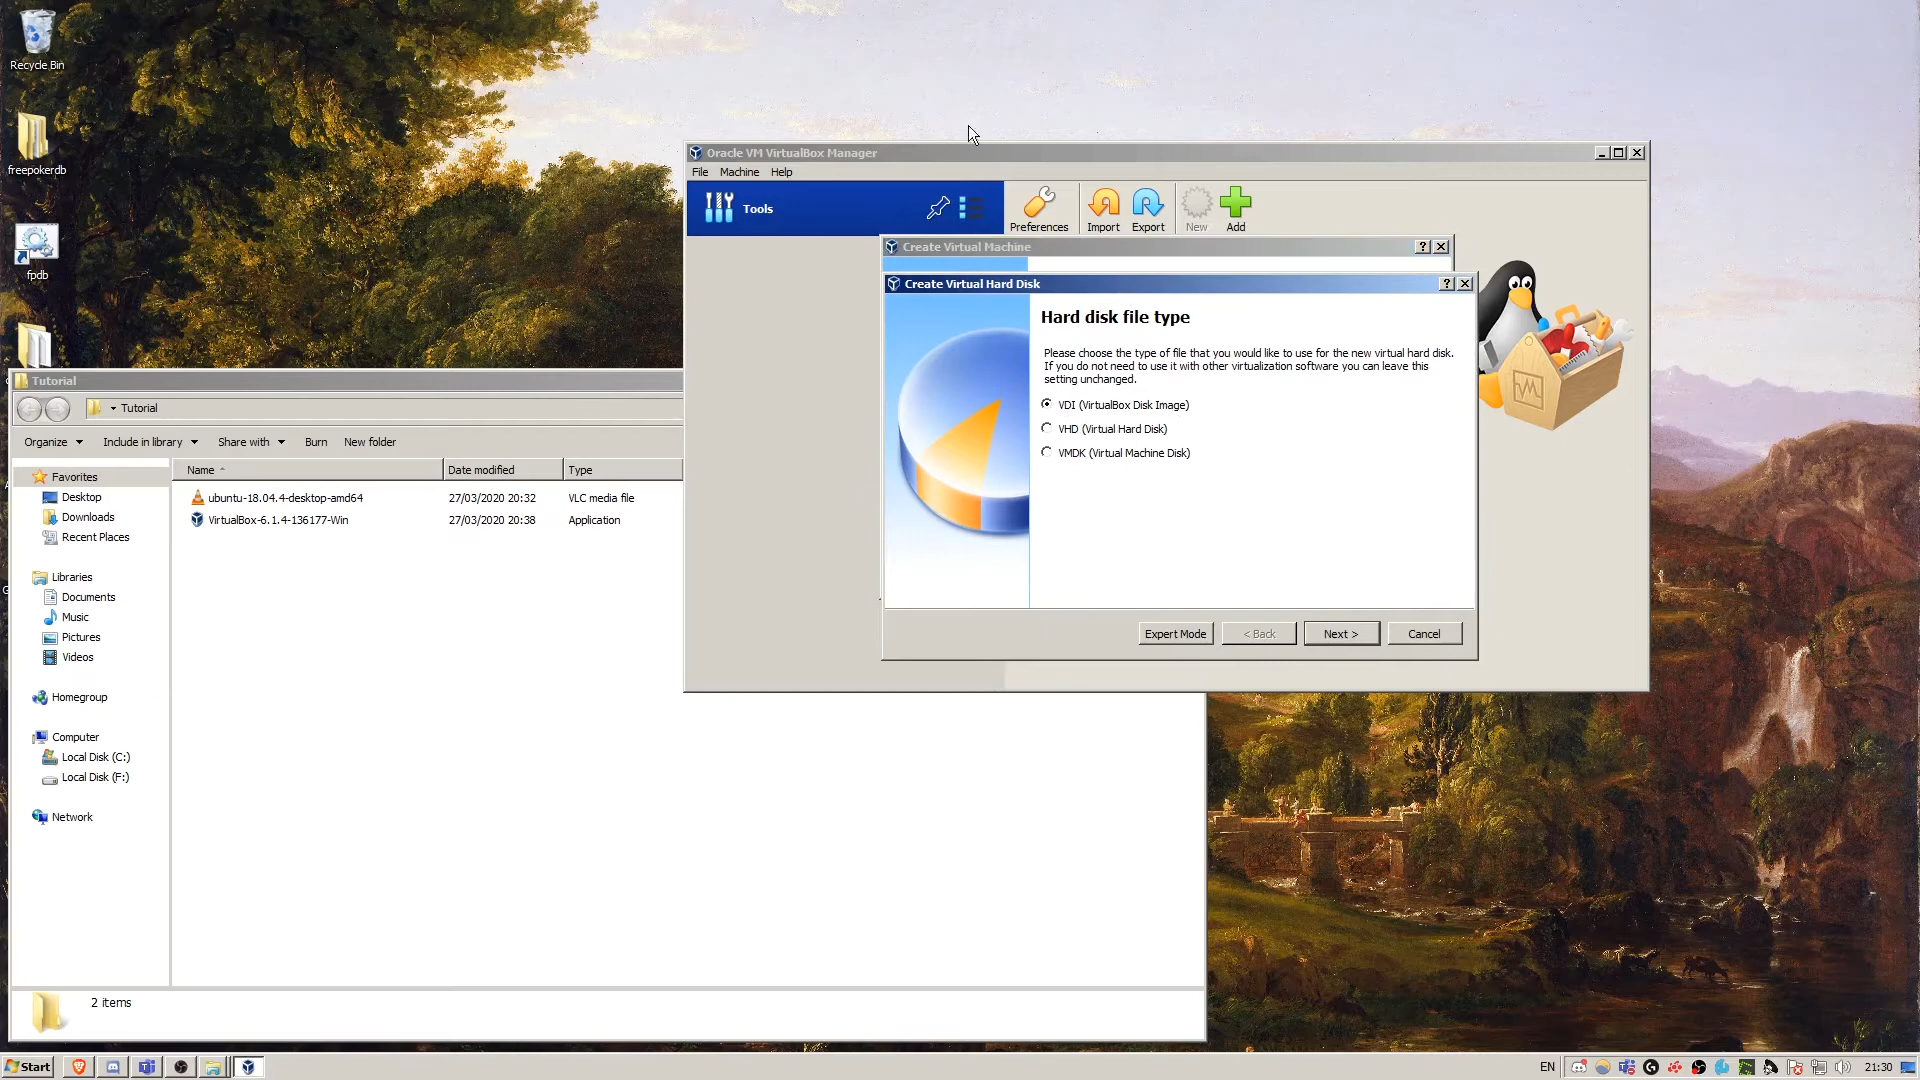 Recycle Bin
freepokerdb
fpdb
Oracle VM VirtualBox Manager
File Machine Help
Tools
Preferences
Import
Export
New
Add
Create Virtual Machine
Create Virtual Hard Disk
Hard disk file type
Please choose the type of file that you would like to use for the new virtual hard disk.
If you do not need to use it with other virtualization software you can leave this
setting unchanged.
VDI (VirtualBox Disk Image)
VHD (Virtual Hard Disk)
VMDK (Virtual Machine Disk)
Expert Mode
< Back
Next >
Cancel
Tutorial
Tutorial
Organize Include in library Share with Burn New folder
Name Date modified Type
ubuntu-18.04.4-desktop-amd64 27/03/2020 20:32 VLC media file
VirtualBox-6.1.4-136177-Win 27/03/2020 20:38 Application
Favorites
Desktop
Downloads
Recent Places
Libraries
Documents
Music
Pictures
Videos
Homegroup
Computer
Local Disk (C:)
Local Disk (F:)
Network
2 items
Start
EN
21:30